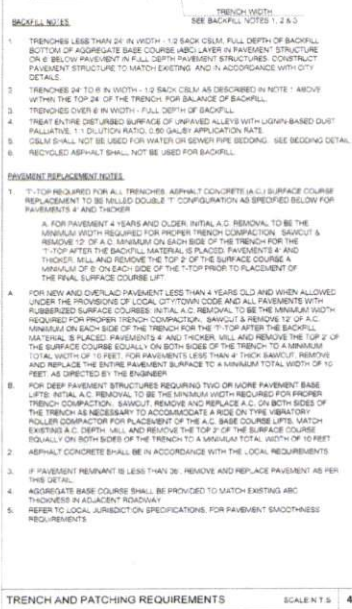 TRENCH WIDTH
SEE BACKFILL NOTES 1, 2 & 3
BACKFILL NOTES
1. TRENCHES LESS THAN 24" IN WIDTH - 1/2 SACK CSLM, FULL DEPTH OF BACKFILL
BOTTOM OF AGGREGATE BASE COURSE (ABC) LAYER IN PAVEMENT STRUCTURE
OR 6" BELOW PAVEMENT IN FULL DEPTH PAVEMENT STRUCTURES. CONSTRUCT
PAVEMENT STRUCTURE TO MATCH EXISTING AND IN ACCORDANCE WITH CITY
DETAILS.
2. TRENCHES 24" TO 6' IN WIDTH - 1/2 SACK CSLM AS DESCRIBED IN NOTE 1 ABOVE
WITHIN THE TOP 24" OF THE TRENCH, FOR BALANCE OF BACKFILL.
3. TRENCHES OVER 6' IN WIDTH - FULL DEPTH OF BACKFILL.
4. TREAT ENTIRE DISTURBED SURFACE OF UNPAVED ALLEYS WITH LIGNIN-BASED DUST
PALLIATIVE, 1:1 DILUTION RATIO, 0.50 GAL/SY APPLICATION RATE.
5. CSLM SHALL NOT BE USED FOR WATER OR SEWER PIPE BEDDING. SEE BEDDING DETAIL
6. RECYCLED ASPHALT SHALL NOT BE USED FOR BACKFILL.
PAVEMENT REPLACEMENT NOTES
1. 'T'-TOP REQUIRED FOR ALL TRENCHES. ASPHALT CONCRETE (A.C.) SURFACE COURSE
REPLACEMENT TO BE MILLED DOUBLE 'T' CONFIGURATION AS SPECIFIED BELOW FOR
PAVEMENTS 4" AND THICKER
A. FOR PAVEMENT 4 YEARS AND OLDER, INITIAL A.C. REMOVAL TO BE THE
MINIMUM WIDTH REQUIRED FOR PROPER TRENCH COMPACTION. SAWCUT &
REMOVE 12" OF A.C. MINIMUM ON EACH SIDE OF THE TRENCH FOR THE
'T'-TOP AFTER THE BACKFILL MATERIAL IS PLACED. PAVEMENTS 4" AND
THICKER, MILL AND REMOVE THE TOP 2" OF THE SURFACE COURSE A
MINIMUM OF 6" ON EACH SIDE OF THE T-TOP PRIOR TO PLACEMENT OF
THE FINAL SURFACE COURSE LIFT.
A. FOR NEW AND OVERLAID PAVEMENT LESS THAN 4 YEARS OLD AND WHEN ALLOWED
UNDER THE PROVISIONS OF LOCAL CITY/TOWN CODE AND ALL PAVEMENTS WITH
RUBBERIZED SURFACE COURSES: INITIAL A.C. REMOVAL TO BE THE MINIMUM WIDTH
REQUIRED FOR PROPER TRENCH COMPACTION. SAWCUT & REMOVE 12" OF A.C.
MINIMUM ON EACH SIDE OF THE TRENCH FOR THE 'T'-TOP AFTER THE BACKFILL
MATERIAL IS PLACED. PAVEMENTS 4" AND THICKER, MILL AND REMOVE THE TOP 2" OF
THE SURFACE COURSE EQUALLY ON BOTH SIDES OF THE TRENCH TO A MINIMUM
TOTAL WIDTH OF 10 FEET, FOR PAVEMENTS LESS THAN 4" THICK SAWCUT, REMOVE
AND REPLACE THE ENTIRE PAVEMENT SURFACE TO A MINIMUM TOTAL WIDTH OF 10
FEET, AS DIRECTED BY THE ENGINEER
B. FOR DEEP PAVEMENT STRUCTURES REQUIRING TWO OR MORE PAVEMENT BASE
LIFTS: INITIAL A.C. REMOVAL TO BE THE MINIMUM WIDTH REQUIRED FOR PROPER
TRENCH COMPACTION. SAWCUT, REMOVE AND REPLACE A.C. ON BOTH SIDES OF
THE TRENCH AS NECESSARY TO ACCOMMODATE A RIDE ON TYPE VIBRATORY
ROLLER COMPACTOR FOR PLACEMENT OF THE A.C. BASE COURSE LIFTS, MATCH
EXISTING A.C. DEPTH. MILL AND REMOVE THE TOP 2" OF THE SURFACE COURSE
EQUALLY ON BOTH SIDES OF THE TRENCH TO A MINIMUM TOTAL WIDTH OF 10 FEET
2. ASPHALT CONCRETE SHALL BE IN ACCORDANCE WITH THE LOCAL REQUIREMENTS
3. IF PAVEMENT REMNANT IS LESS THAN 36", REMOVE AND REPLACE PAVEMENT AS PER
THIS DETAIL.
4. AGGREGATE BASE COURSE SHALL BE PROVIDED TO MATCH EXISTING ABC
THICKNESS IN ADJACENT ROADWAY
5. REFER TO LOCAL JURISDICTION SPECIFICATIONS, FOR PAVEMENT SMOOTHNESS
REQUIREMENTS
TRENCH AND PATCHING REQUIREMENTS SCALE:N.T.S 4